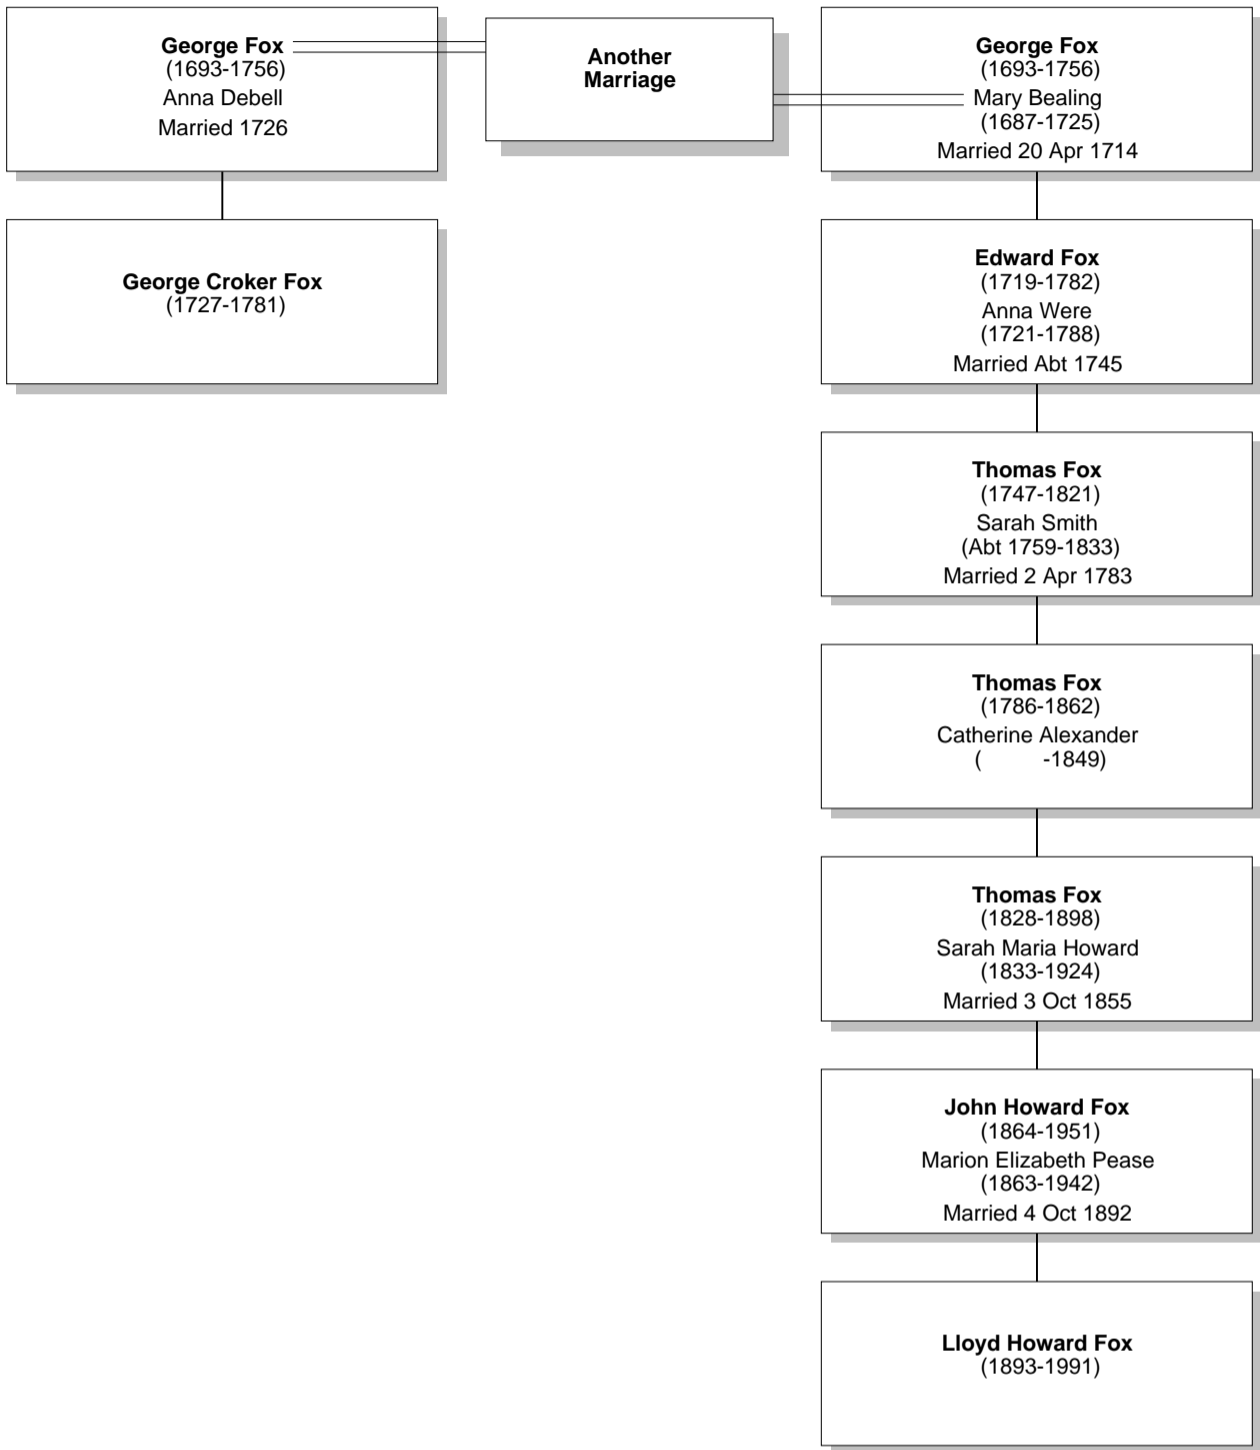 George Fox
(1693-1756)
Anna Debell
Married 1726
Another
Marriage
George Fox
(1693-1756)
Mary Bealing
(1687-1725)
Married 20 Apr 1714
George Croker Fox
(1727-1781)
Edward Fox
(1719-1782)
Anna Were
(1721-1788)
Married Abt 1745
Thomas Fox
(1747-1821)
Sarah Smith
(Abt 1759-1833)
Married 2 Apr 1783
Thomas Fox
(1786-1862)
Catherine Alexander
(          -1849)
Thomas Fox
(1828-1898)
Sarah Maria Howard
(1833-1924)
Married 3 Oct 1855
John Howard Fox
(1864-1951)
Marion Elizabeth Pease
(1863-1942)
Married 4 Oct 1892
Lloyd Howard Fox
(1893-1991)